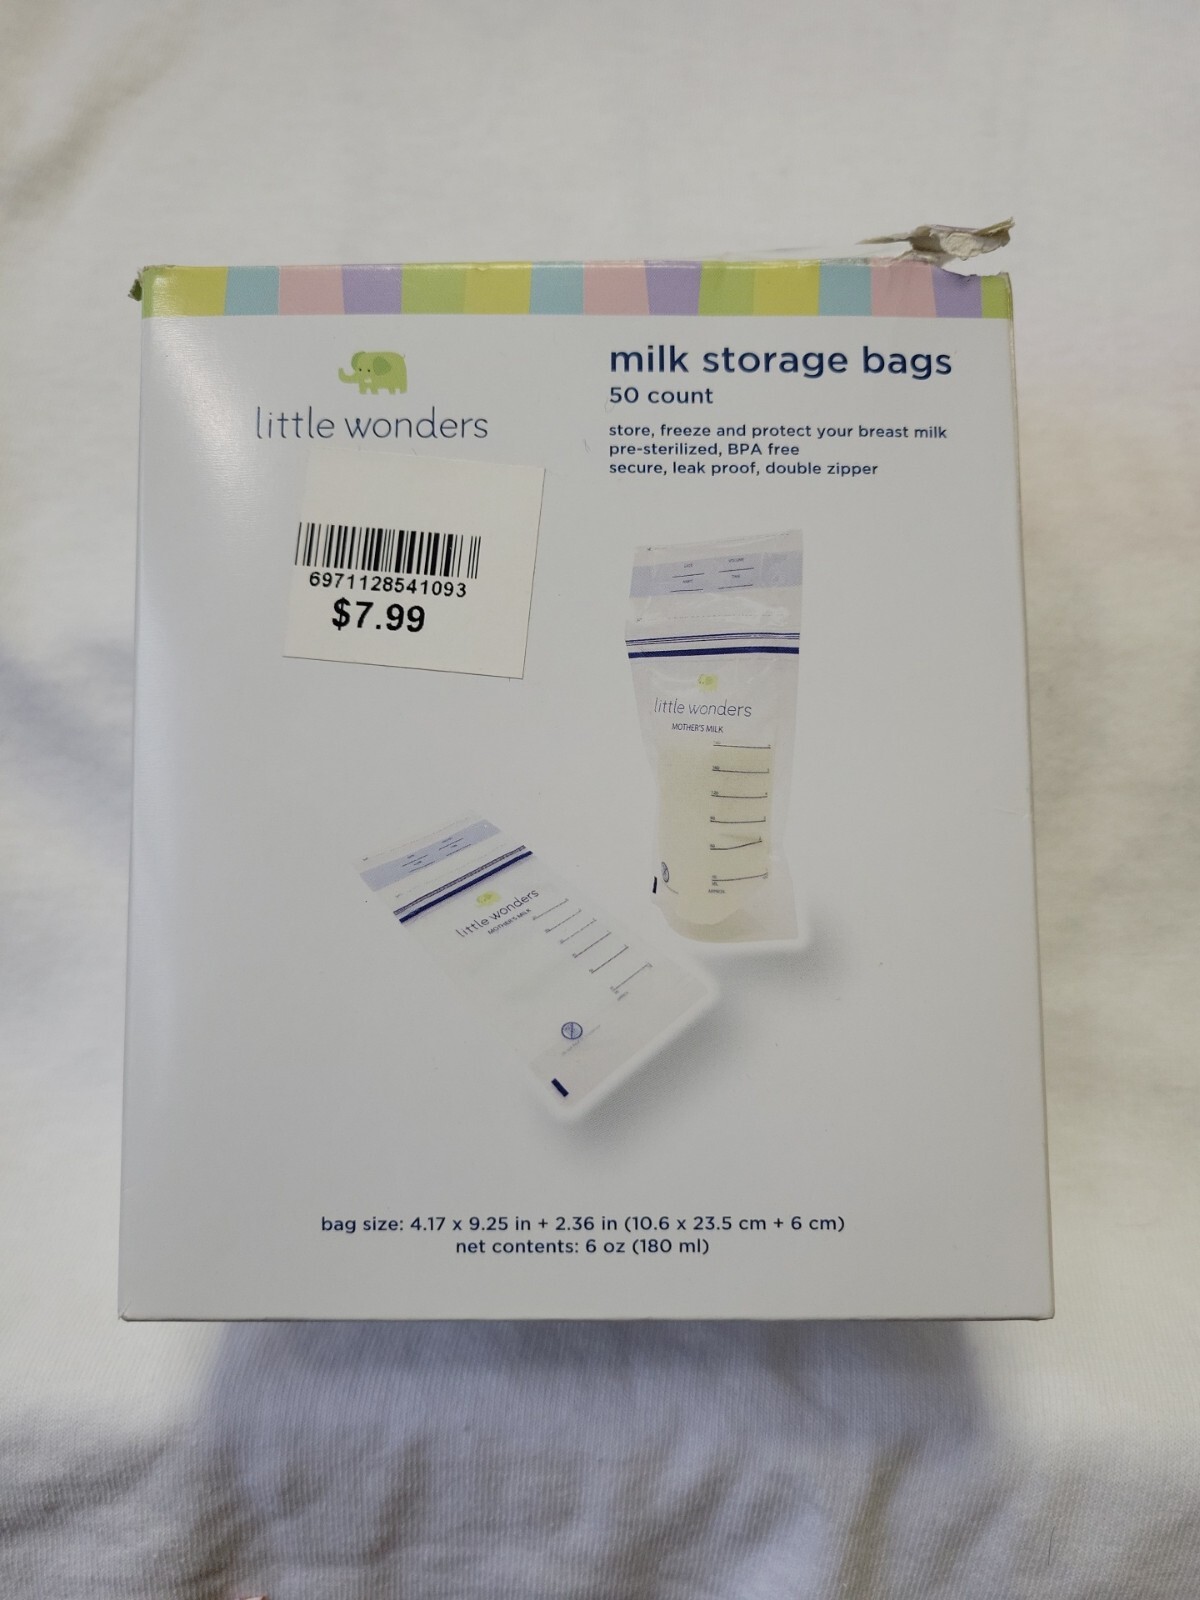 little wonders
milk storage bags
50 count
store, freeze and protect your breast milk
pre-sterilized, BPA free
secure, leak proof, double zipper
6971128541093
$7.99
little wonders
MOTHER'S MILK
little wonders
MOTHER'S MILK
bag size: 4.17 x 9.25 in + 2.36 in (10.6 x 23.5 cm + 6 cm)
net contents: 6 oz (180 ml)